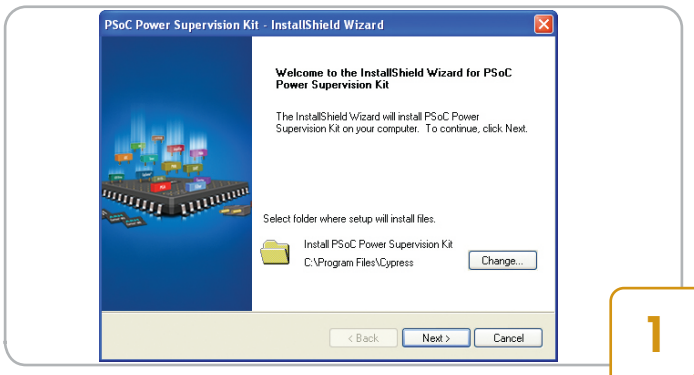 PSoC Power Supervision Kit - InstallShield Wizard
Welcome to the InstallShield Wizard for PSoC
Power Supervision Kit
The InstallShield Wizard will install PSoC Power
Supervision Kit on your computer. To continue, click Next.
Select folder where setup will install files.
Install PSoC Power Supervision Kit
C:\Program Files\Cypress
Change...
< Back
Next >
Cancel
1